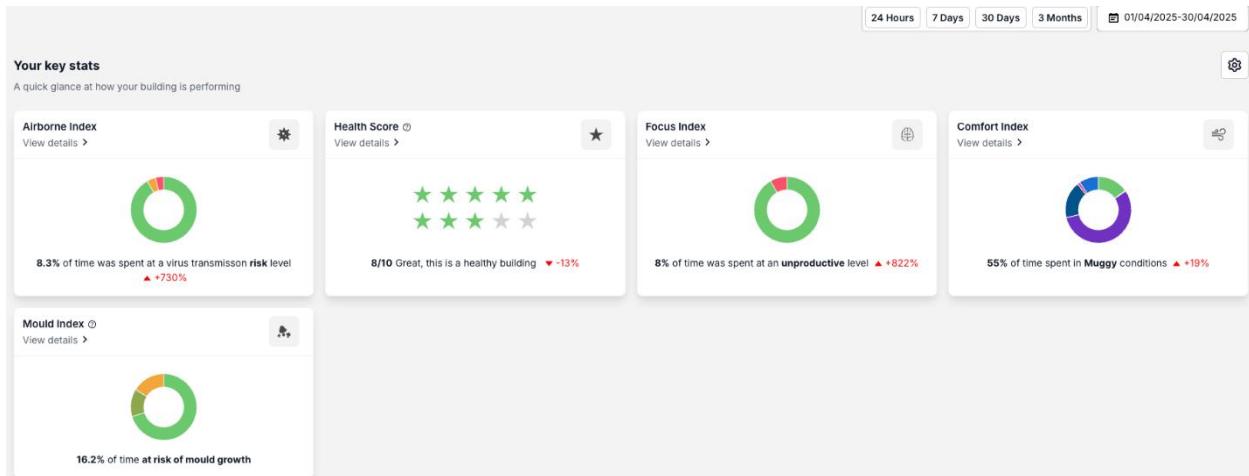 24 Hours 7 Days 30 Days 3 Months 01/04/2025-30/04/2025
Your key stats
A quick glance at how your building is performing
Airborne Index
View details
8.3% of time was spent at a virus transmisson risk level
+730%
Health Score
View details
8/10 Great, this is a healthy building -13%
Focus Index
View details
8% of time was spent at an unproductive level +822%
Comfort Index
View details
55% of time spent in Muggy conditions +19%
Mould Index
View details
16.2% of time at risk of mould growth